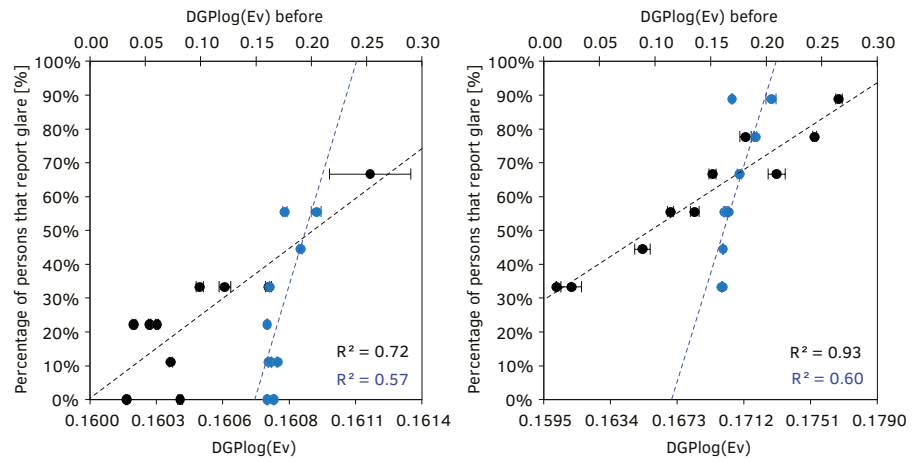 DGPlog(Ev) before
0.00 0.05 0.10 0.15 0.20 0.25 0.30
Percentage of persons that report glare [%]
100%
90%
80%
70%
60%
50%
40%
30%
20%
10%
0%
R² = 0.72
R² = 0.57
0.1600 0.1603 0.1606 0.1608 0.1611 0.1614
DGPlog(Ev)
DGPlog(Ev) before
0.00 0.05 0.10 0.15 0.20 0.25 0.30
Percentage of persons that report glare [%]
100%
90%
80%
70%
60%
50%
40%
30%
20%
10%
0%
R² = 0.93
R² = 0.60
0.1595 0.1634 0.1673 0.1712 0.1751 0.1790
DGPlog(Ev)